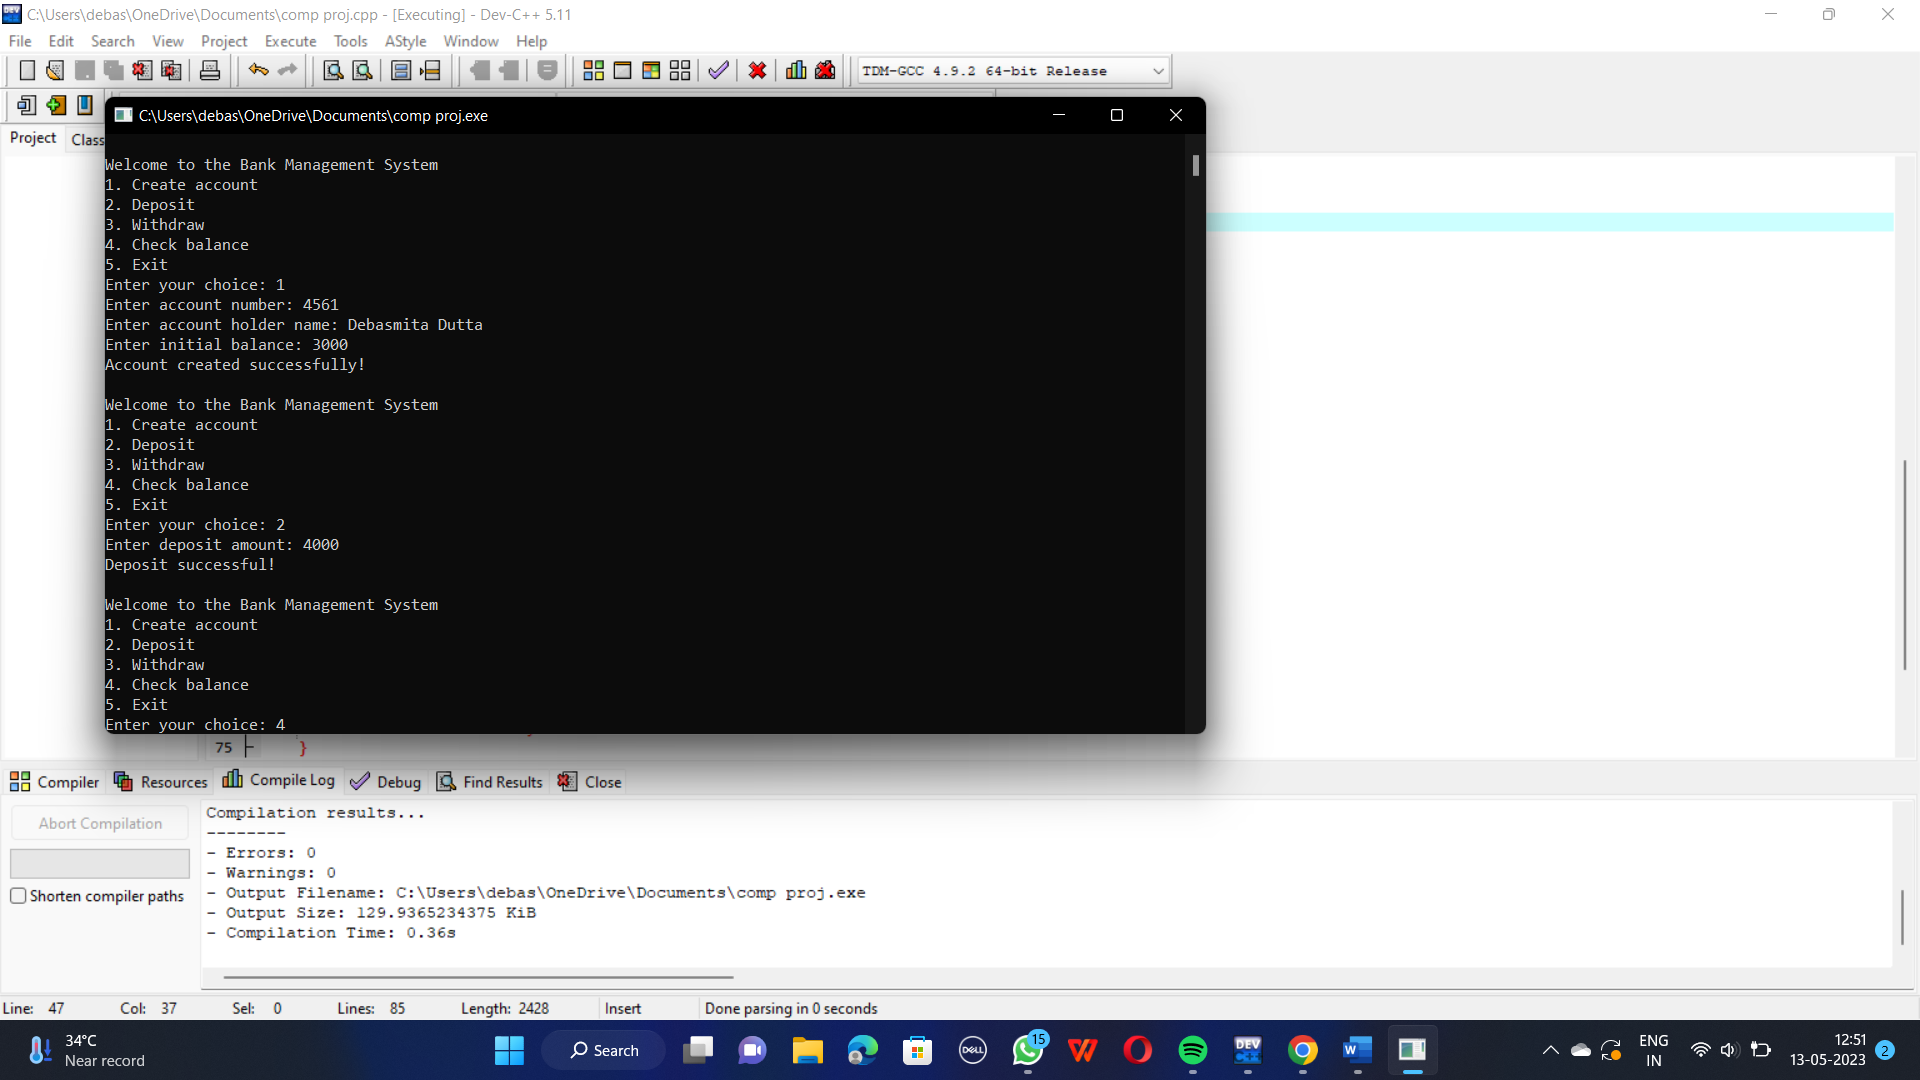 C:\Users\debas\OneDrive\Documents\comp proj.cpp - [Executing] - Dev-C++ 5.11
File Edit Search View Project Execute Tools AStyle Window Help
TDM-GCC 4.9.2 64-bit Release
Project Class
C:\Users\debas\OneDrive\Documents\comp proj.exe
Welcome to the Bank Management System
1. Create account
2. Deposit
3. Withdraw
4. Check balance
5. Exit
Enter your choice: 1
Enter account number: 4561
Enter account holder name: Debasmita Dutta
Enter initial balance: 3000
Account created successfully!
Welcome to the Bank Management System
1. Create account
2. Deposit
3. Withdraw
4. Check balance
5. Exit
Enter your choice: 2
Enter deposit amount: 4000
Deposit successful!
Welcome to the Bank Management System
1. Create account
2. Deposit
3. Withdraw
4. Check balance
5. Exit
Enter your choice: 4
75 }
Compiler Resources Compile Log Debug Find Results Close
Abort Compilation
Shorten compiler paths
Compilation results...
--------
- Errors: 0
- Warnings: 0
- Output Filename: C:\Users\debas\OneDrive\Documents\comp proj.exe
- Output Size: 129.9365234375 KiB
- Compilation Time: 0.36s
Line: 47 Col: 37 Sel: 0 Lines: 85 Length: 2428 Insert Done parsing in 0 seconds
34°C
Near record
Search
DELL
15
DEV
C++
ENG
IN
12:51
13-05-2023
2